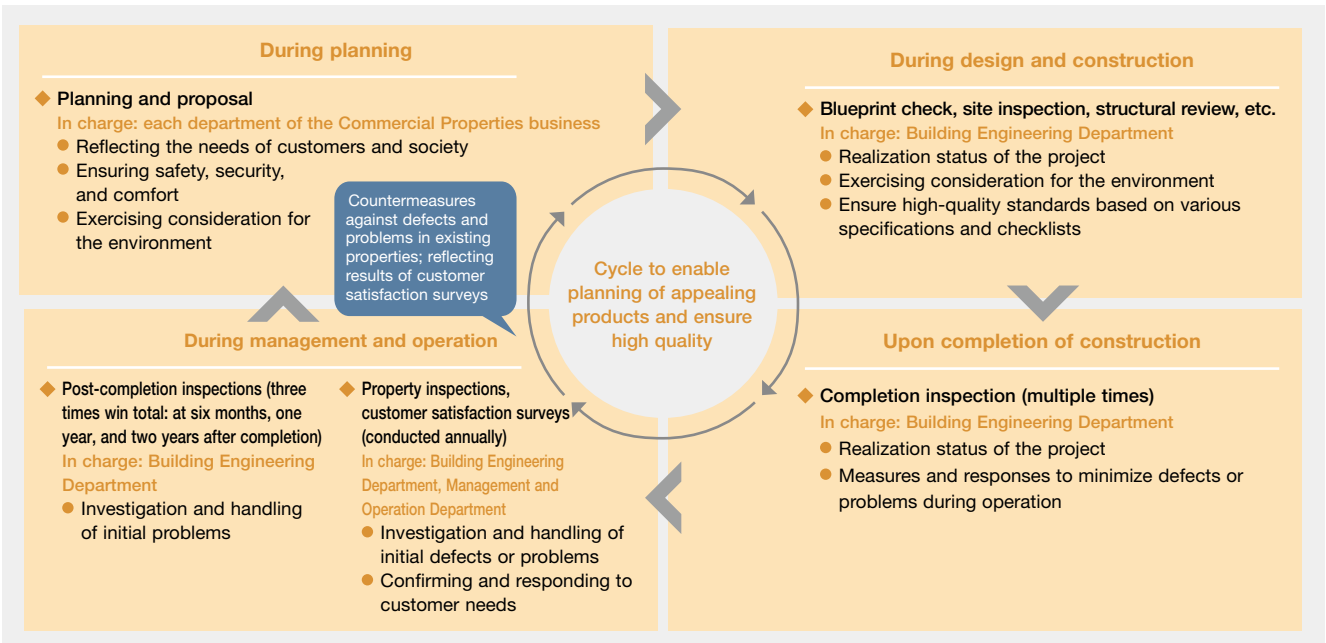 During planning
◆ Planning and proposal
In charge: each department of the Commercial Properties business
● Reflecting the needs of customers and society
● Ensuring safety, security,
and comfort
● Exercising consideration for
the environment
Countermeasures
against defects and
problems in existing
properties; reflecting
results of customer
satisfaction surveys
During design and construction
◆ Blueprint check, site inspection, structural review, etc.
In charge: Building Engineering Department
● Realization status of the project
● Exercising consideration for the environment
● Ensure high-quality standards based on various
specifications and checklists
Cycle to enable
planning of appealing
products and ensure
high quality
During management and operation
◆ Post-completion inspections (three
times win total: at six months, one
year, and two years after completion)
In charge: Building Engineering
Department
● Investigation and handling
of initial problems
◆ Property inspections,
customer satisfaction surveys
(conducted annually)
In charge: Building Engineering
Department, Management and
Operation Department
● Investigation and handling of
initial defects or problems
● Confirming and responding to
customer needs
Upon completion of construction
◆ Completion inspection (multiple times)
In charge: Building Engineering Department
● Realization status of the project
● Measures and responses to minimize defects or
problems during operation